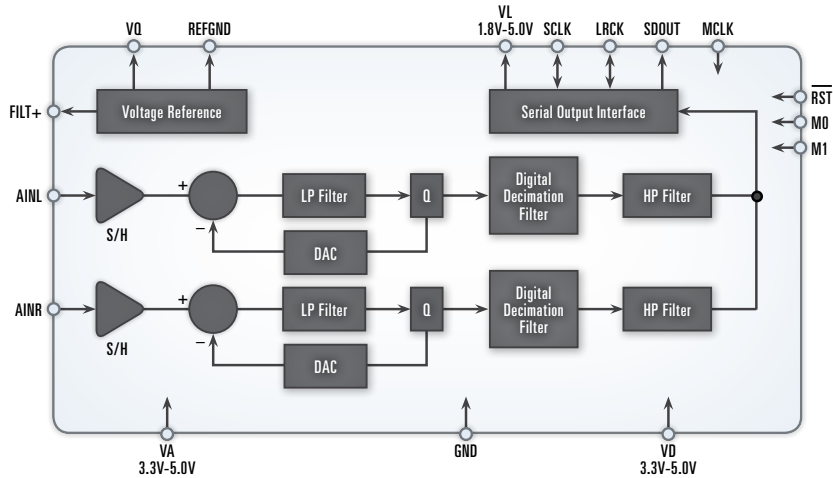 VQ
REFGND
VL
1.8V-5.0V
SCLK
LRCK
SDOUT
MCLK
FILT+
Voltage Reference
Serial Output Interface
RST
M0
M1
AINL
S/H
+
−
LP Filter
Q
DAC
Digital
Decimation
Filter
HP Filter
AINR
S/H
+
−
LP Filter
Q
DAC
Digital
Decimation
Filter
HP Filter
VA
3.3V-5.0V
GND
VD
3.3V-5.0V